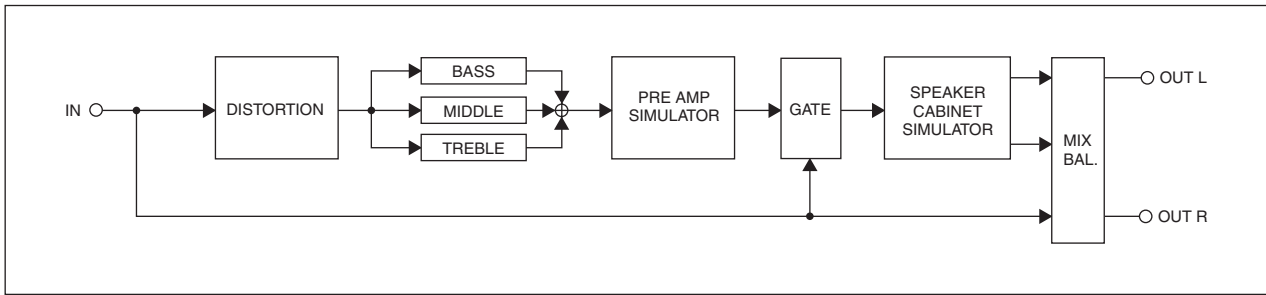 IN
DISTORTION
BASS
MIDDLE
TREBLE
PRE AMP
SIMULATOR
GATE
SPEAKER
CABINET
SIMULATOR
MIX
BAL.
OUT L
OUT R